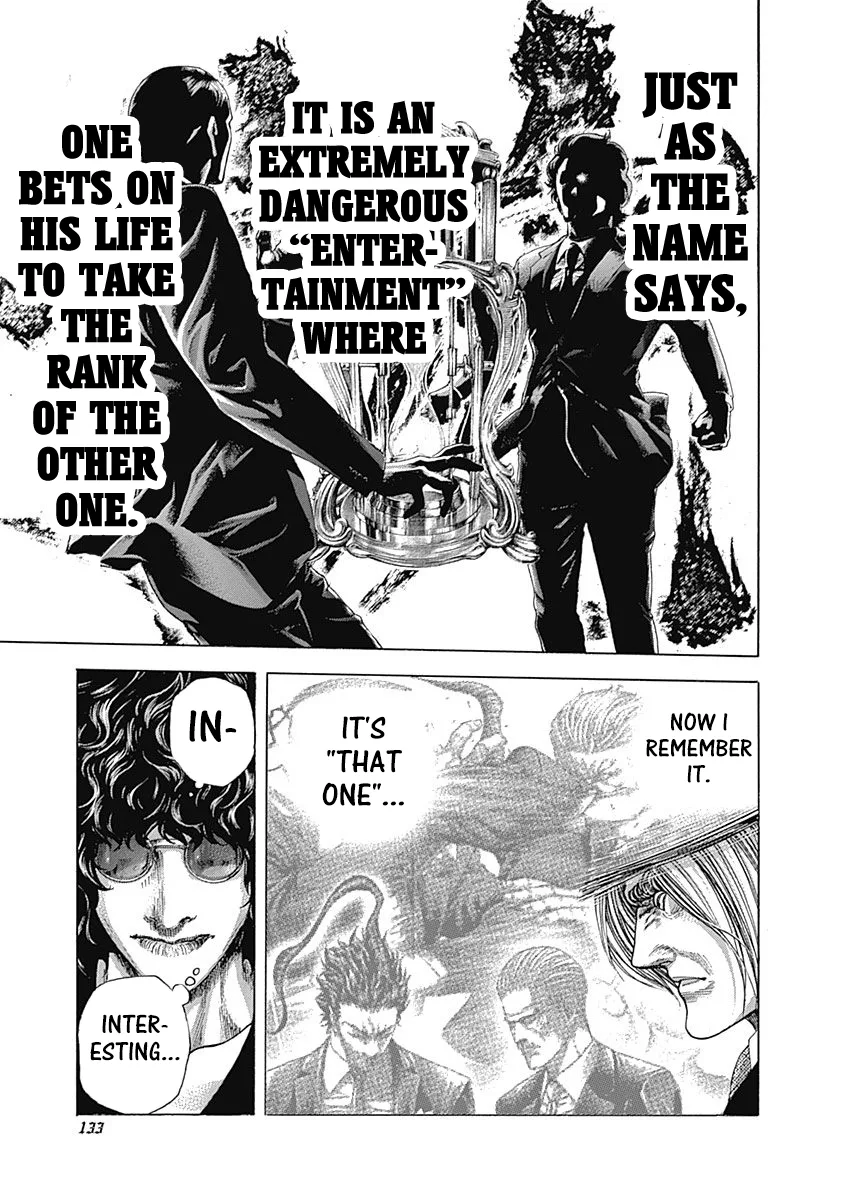 JUST
AS
THE
NAME
SAYS,
IT IS AN
EXTREMELY
DANGEROUS
“ENTER-
TAINMENT”
WHERE
ONE
BETS ON
HIS LIFE
TO TAKE
THE
RANK
OF THE
OTHER
ONE.
NOW I
REMEMBER
IT.
IT'S
"THAT
ONE"...
IN-
INTER-
ESTING...
133